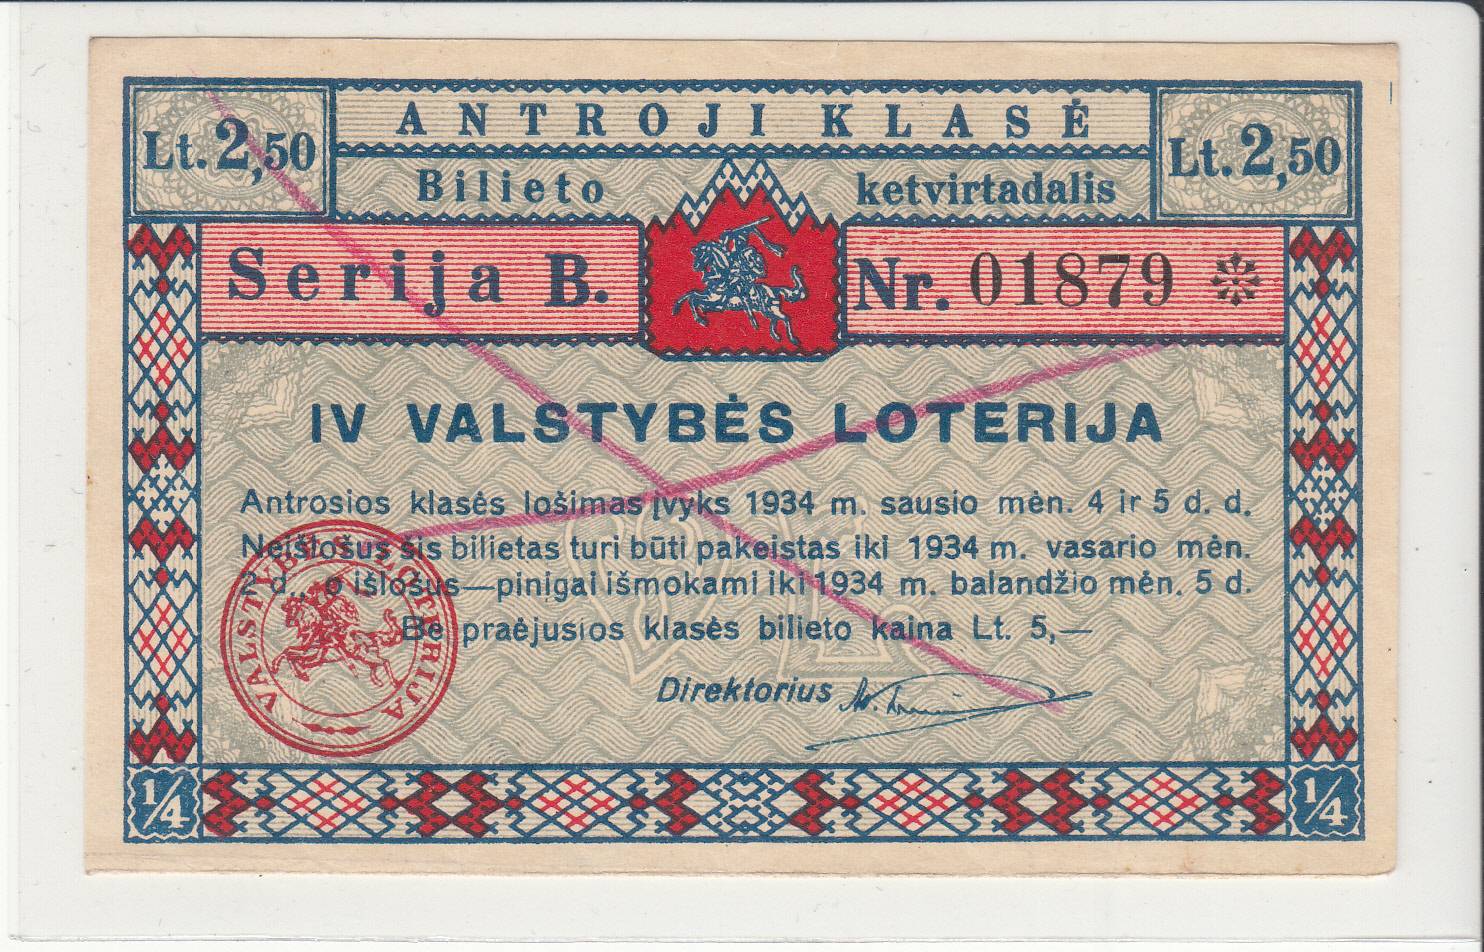 ANTROJI KLASĖ
Lt. 2,50
Lt. 2,50
Bilieto ketvirtadalis
Serija B. Nr. 01879
IV VALSTYBĖS LOTERIJA
Antrosios klasės lošimas įvyks 1934 m. sausio mėn. 4 ir 5 d. d.
Neišlošus šis bilietas turi būti pakeistas iki 1934 m. vasario mėn.
2 d., o išlošus—pinigai išmokami iki 1934 m. balandžio mėn. 5 d.
Be praėjusios klasės bilieto kaina Lt. 5,—
VALSTYBĖS LOTERIJA
Direktorius
1/4
1/4